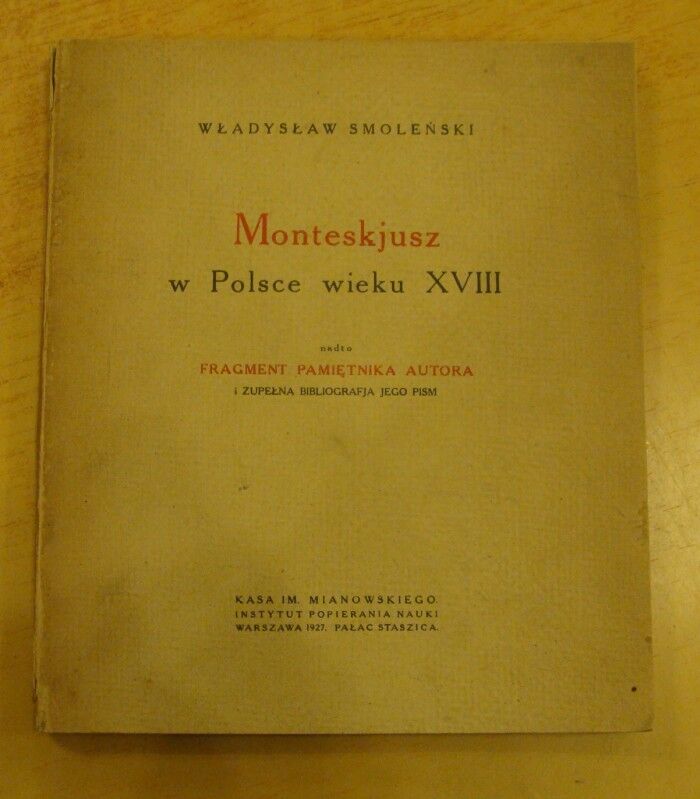 WŁADYSŁAW SMOLEŃSKI
Monteskjusz
w Polsce wieku XVIII
nadto
FRAGMENT PAMIĘTNIKA AUTORA
i ZUPEŁNA BIBLIOGRAFJA JEGO PISM
KASA IM. MIANOWSKIEGO.
INSTYTUT POPIERANIA NAUKI
WARSZAWA 1927. PAŁAC STASZICA.